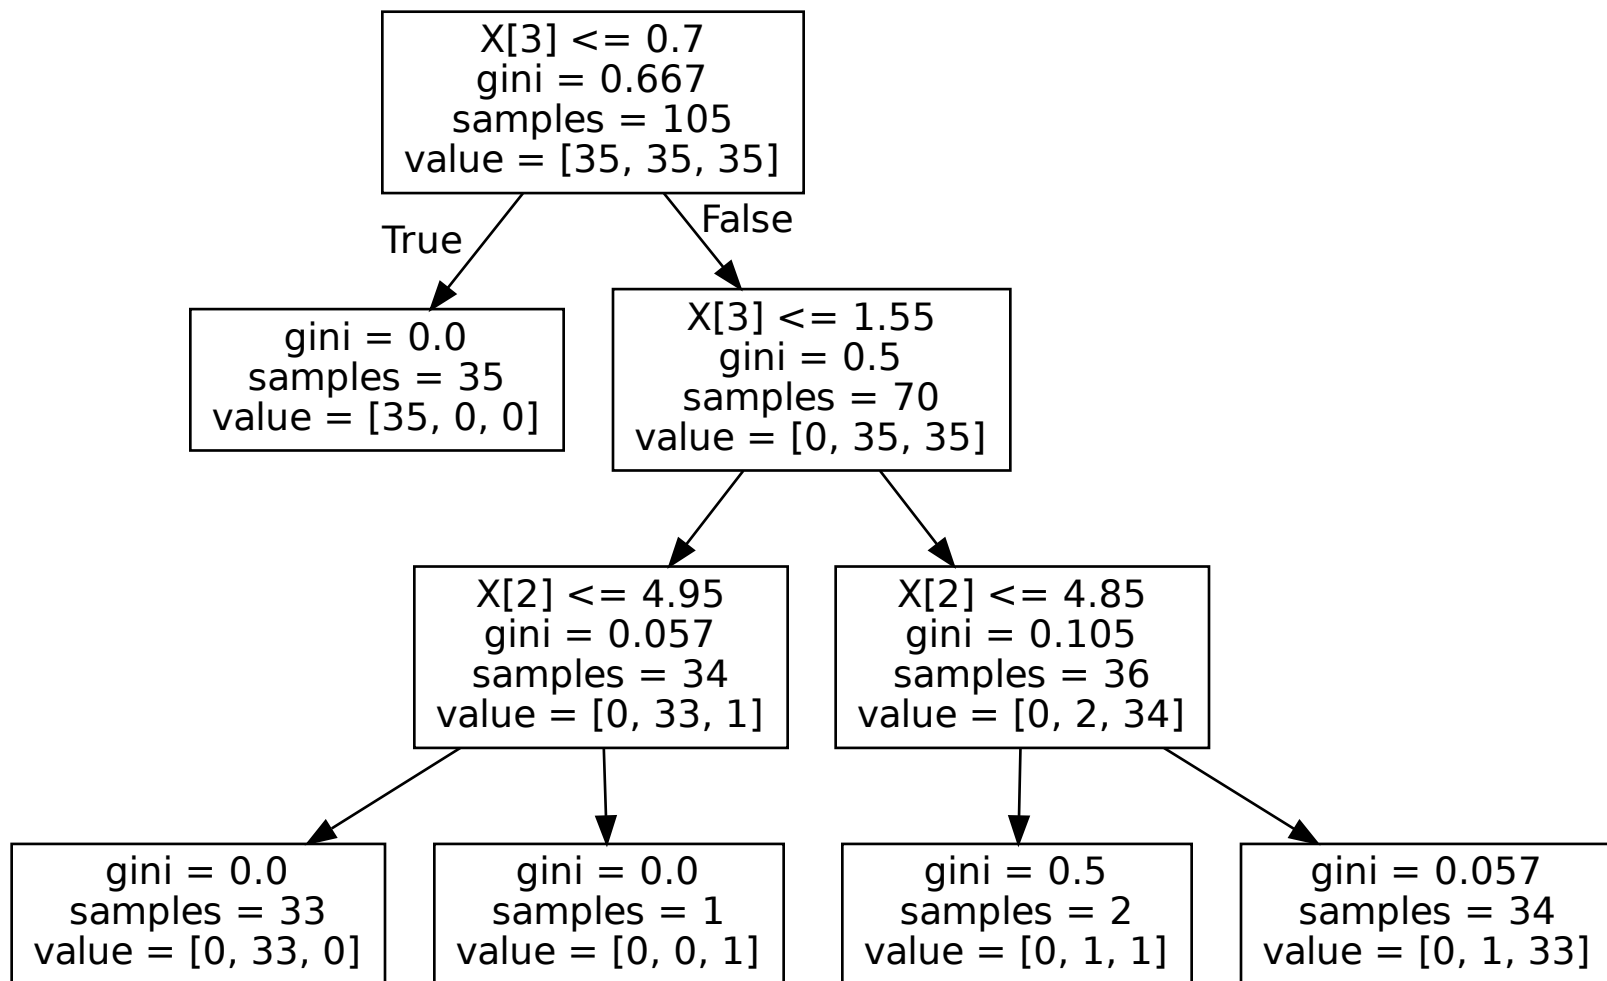 X[3] <= 0.7
gini = 0.667
samples = 105
value = [35, 35, 35]
True
False
gini = 0.0
samples = 35
value = [35, 0, 0]
X[3] <= 1.55
gini = 0.5
samples = 70
value = [0, 35, 35]
X[2] <= 4.95
gini = 0.057
samples = 34
value = [0, 33, 1]
X[2] <= 4.85
gini = 0.105
samples = 36
value = [0, 2, 34]
gini = 0.0
samples = 33
value = [0, 33, 0]
gini = 0.0
samples = 1
value = [0, 0, 1]
gini = 0.5
samples = 2
value = [0, 1, 1]
gini = 0.057
samples = 34
value = [0, 1, 33]